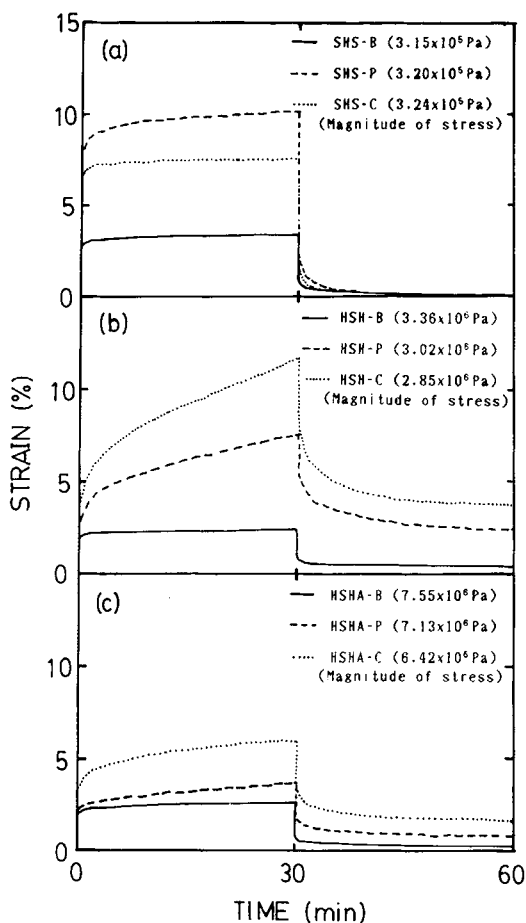 15
(a)
SHS-B (3.15x10⁵Pa)
SHS-P (3.20x10⁵Pa)
SHS-C (3.24x10⁵Pa)
(Magnitude of stress)
10
5
0
(b)
HSH-B (3.36x10⁶Pa)
HSH-P (3.02x10⁶Pa)
HSH-C (2.85x10⁶Pa)
(Magnitude of stress)
10
5
0
(c)
HSHA-B (7.55x10⁶Pa)
HSHA-P (7.13x10⁶Pa)
HSHA-C (6.42x10⁶Pa)
(Magnitude of stress)
10
5
0
STRAIN (%)
0 30 60
TIME (min)